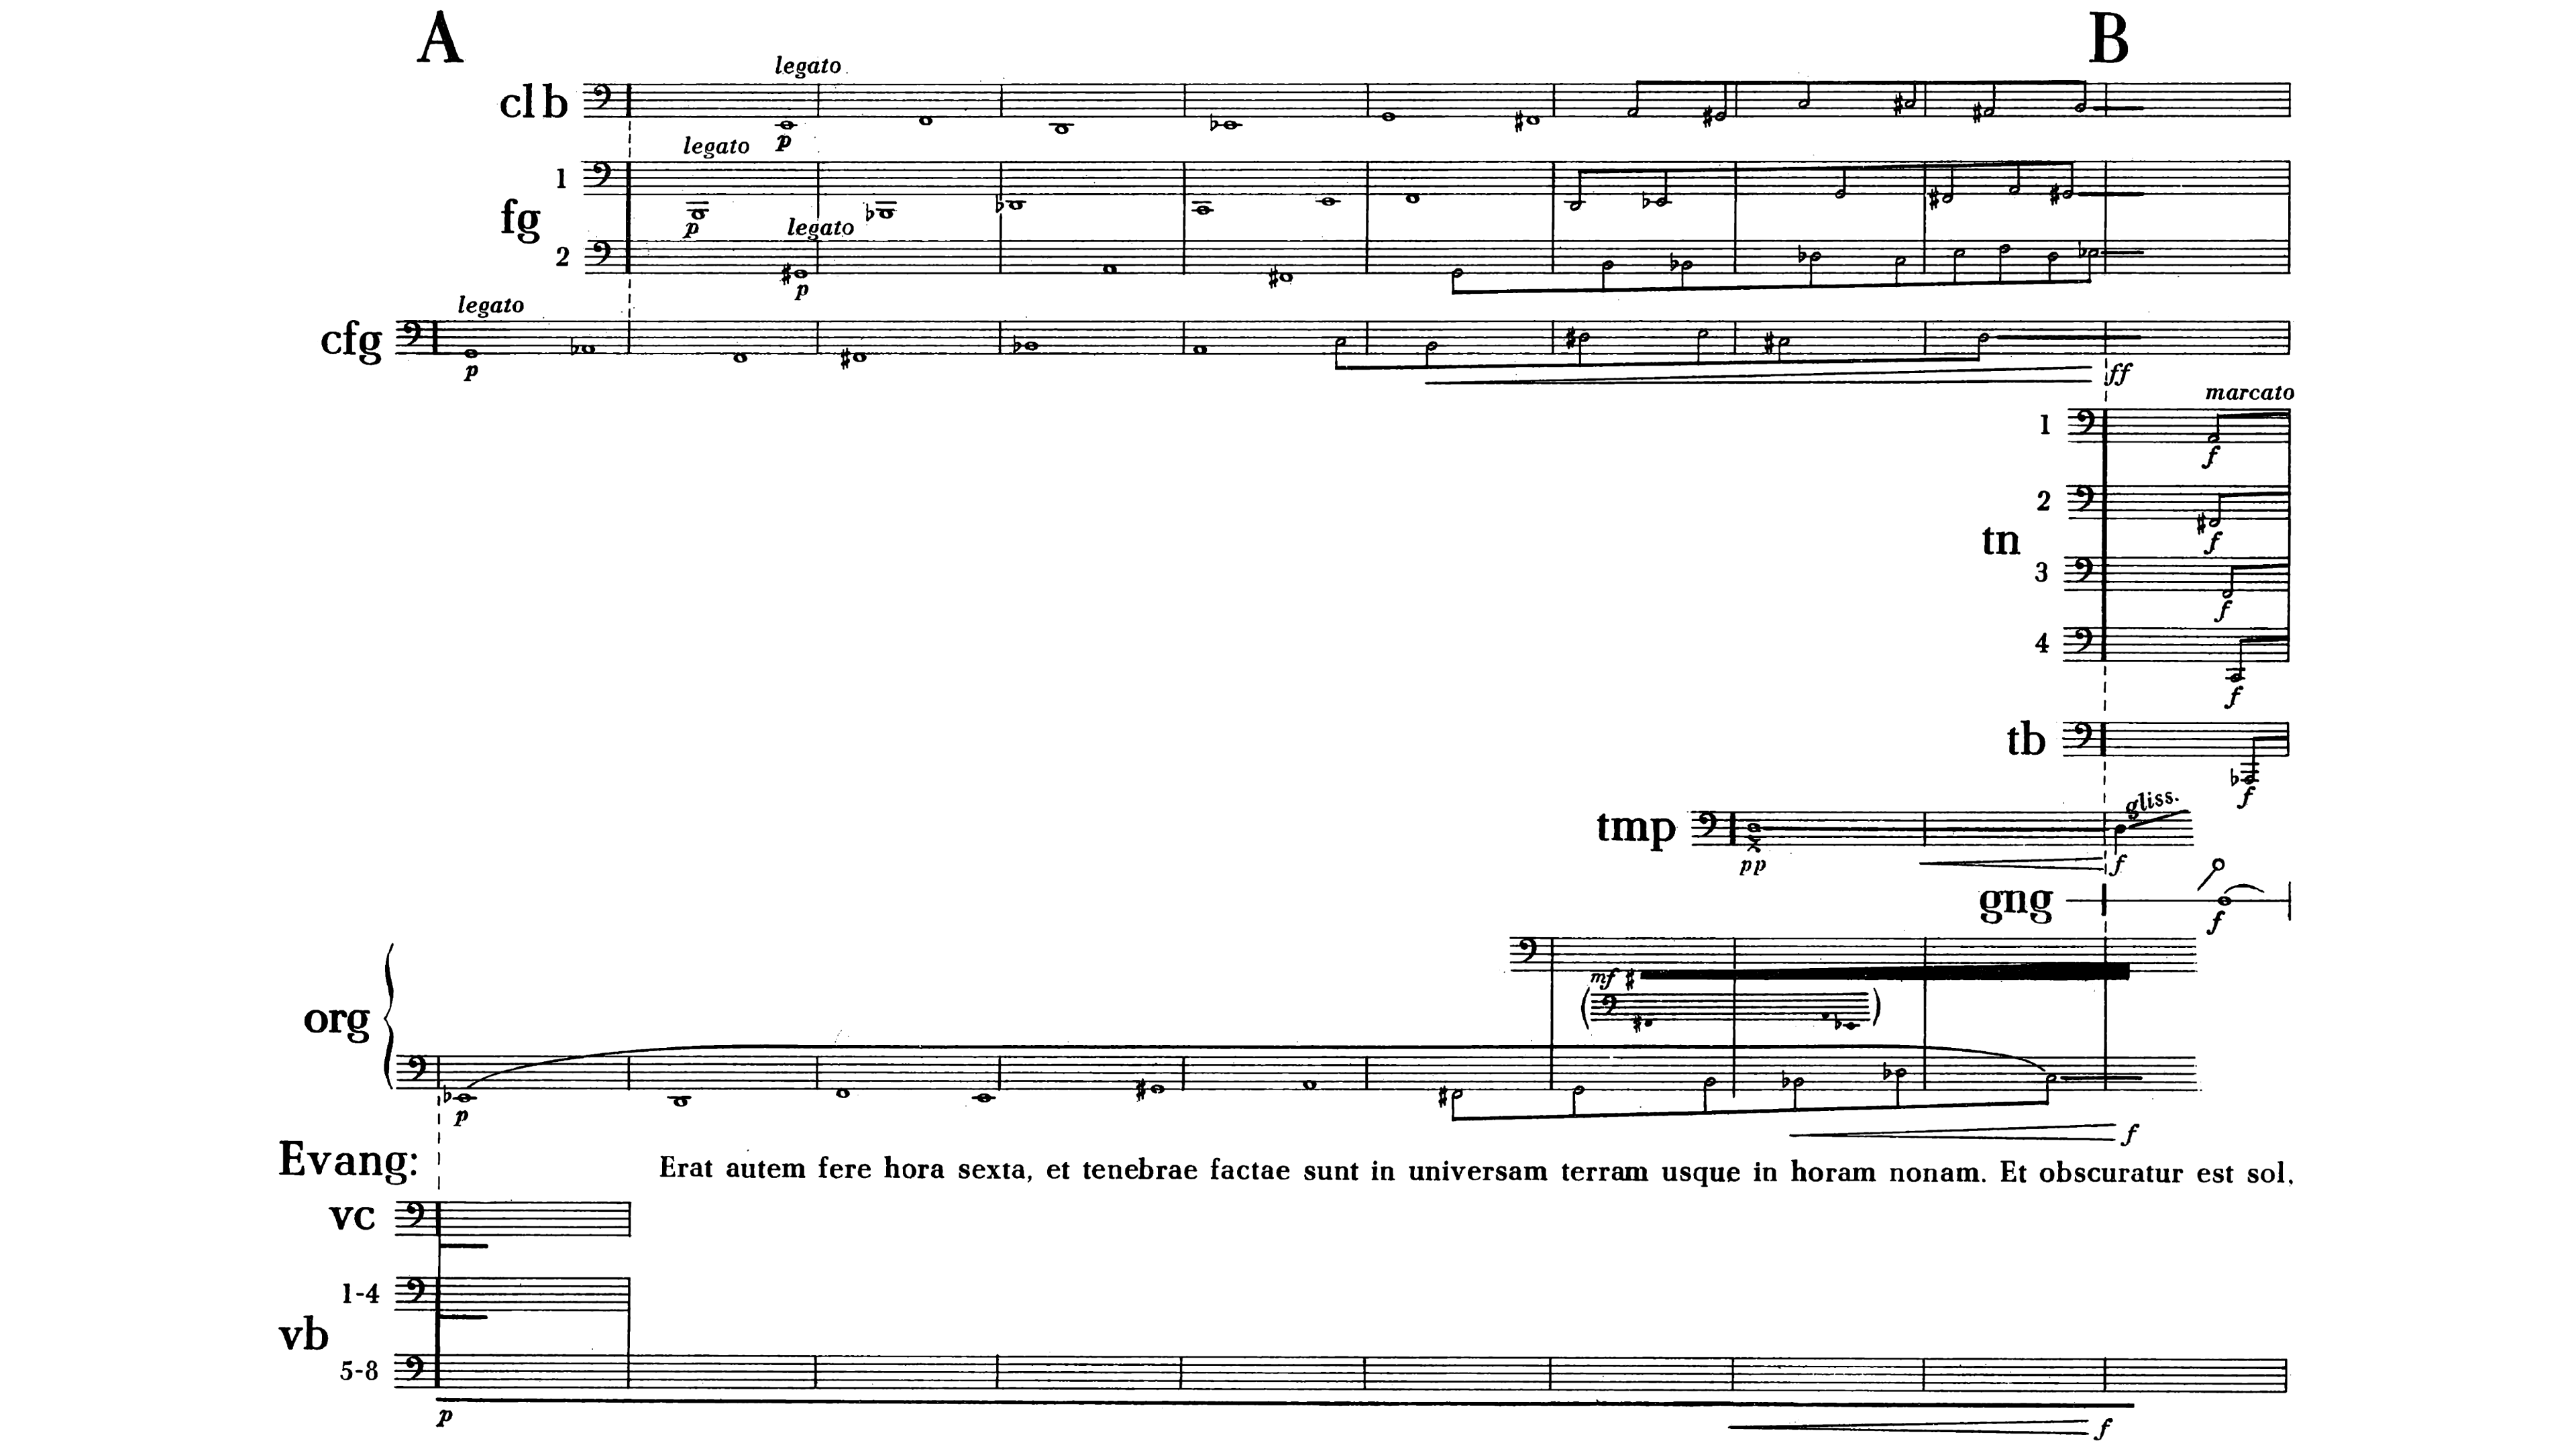 A B
legato
cl b
p
legato
1
fg
p
legato
2
p
legato
cfg
p
ff
marcato
1
f
2
f
tn
3
f
4
f
tb
f
gliss.
tmp
pp f
gng
f
mf
org
p
f
Evang: Erat autem fere hora sexta, et tenebrae factae sunt in universam terram usque in horam nonam. Et obscuratur est sol,
vc
1-4
vb
5-8
p
f